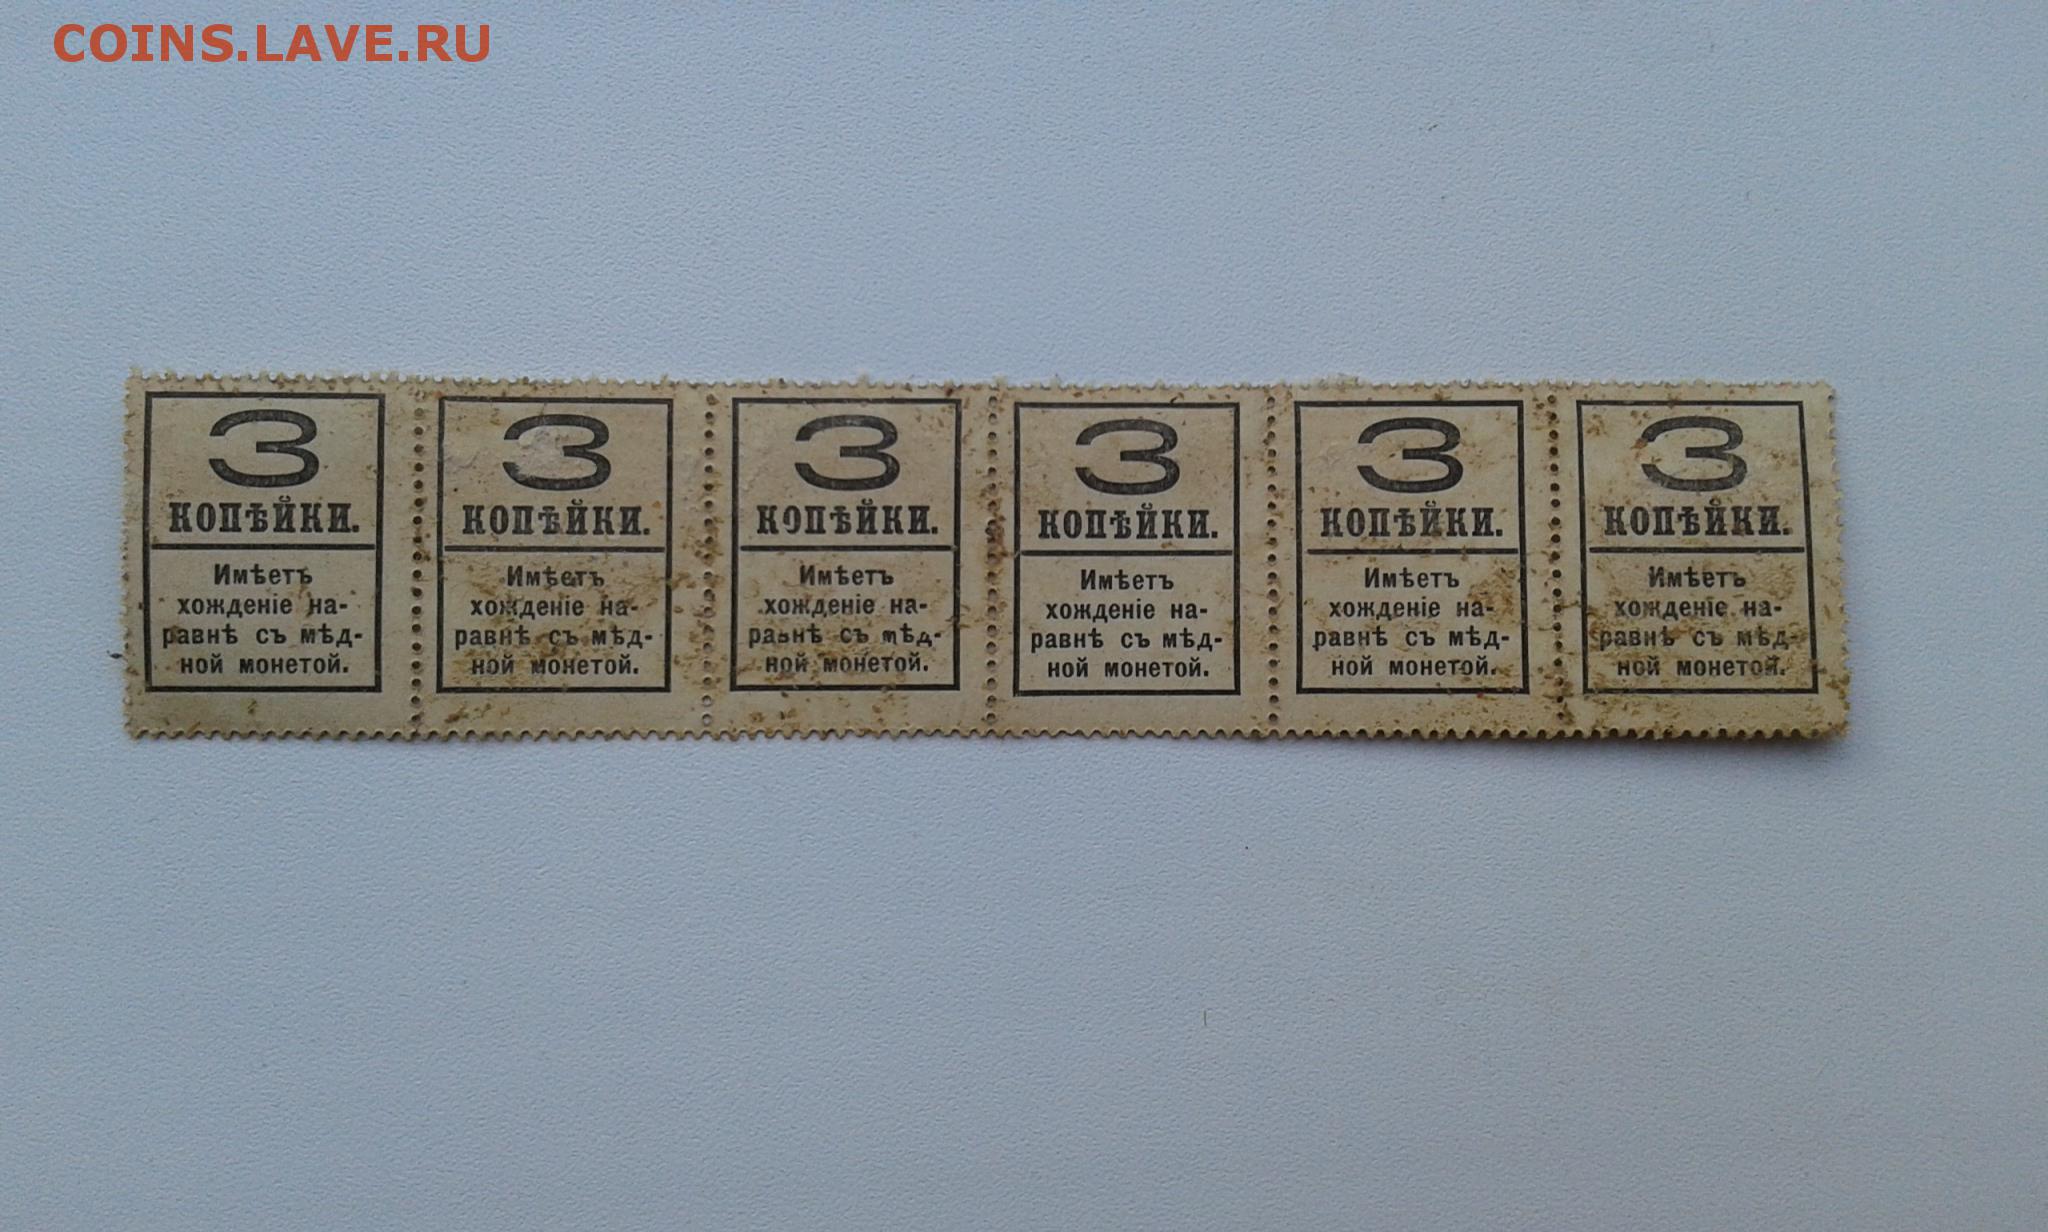 COINS.LAVE.RU
3
КОПѢЙКИ.
Имѣетъ
хожденіе на-
равнѣ съ мѣд-
ной монетой.
3
КОПѢЙКИ.
Имѣетъ
хожденіе на-
равнѣ съ мѣд-
ной монетой.
3
КОПѢЙКИ.
Имѣетъ
хожденіе на-
равнѣ съ мѣд-
ной монетой.
3
КОПѢЙКИ.
Имѣетъ
хожденіе на-
равнѣ съ мѣд-
ной монетой.
3
КОПѢЙКИ.
Имѣетъ
хожденіе на-
равнѣ съ мѣд-
ной монетой.
3
КОПѢЙКИ.
Имѣетъ
хожденіе на-
равнѣ съ мѣд-
ной монетой.